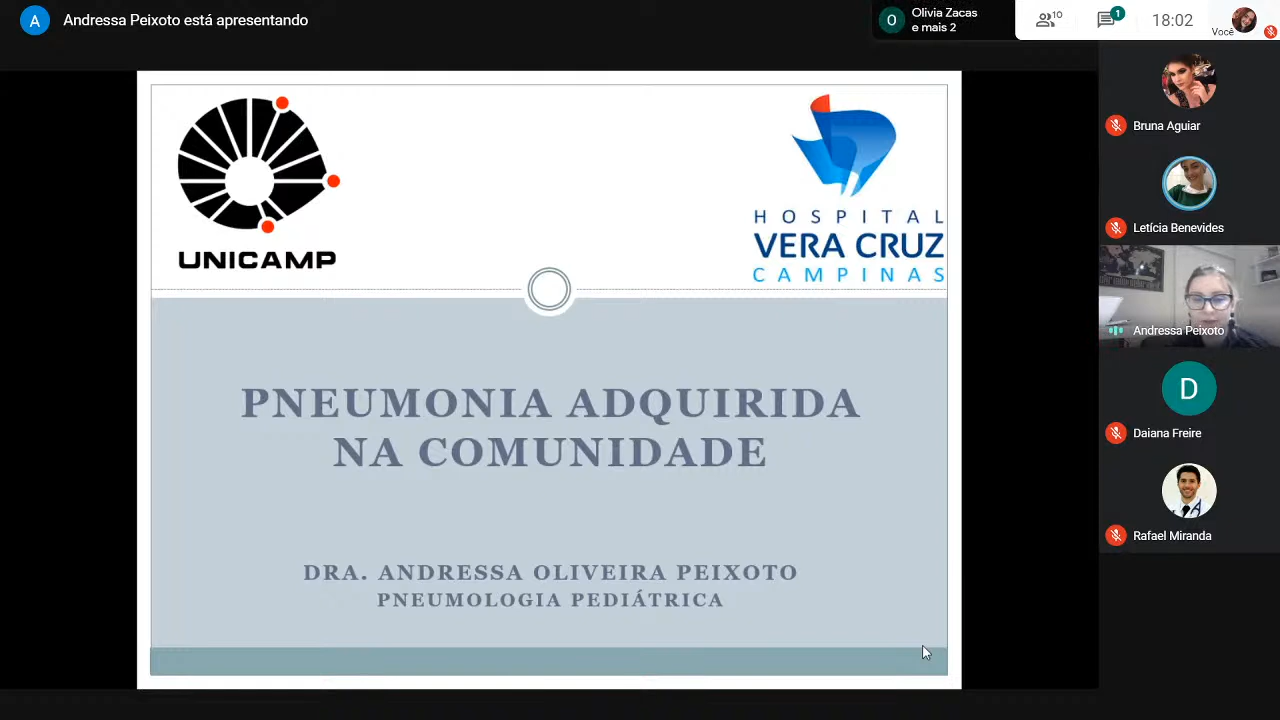 A
Andressa Peixoto está apresentando
O
Olivia Zacas
e mais 2
10
1
18:02
Você
UNICAMP
HOSPITAL
VERA CRUZ
CAMPINAS
PNEUMONIA ADQUIRIDA
NA COMUNIDADE
DRA. ANDRESSA OLIVEIRA PEIXOTO
PNEUMOLOGIA PEDIÁTRICA
Bruna Aguiar
Letícia Benevides
Andressa Peixoto
D
Daiana Freire
Rafael Miranda